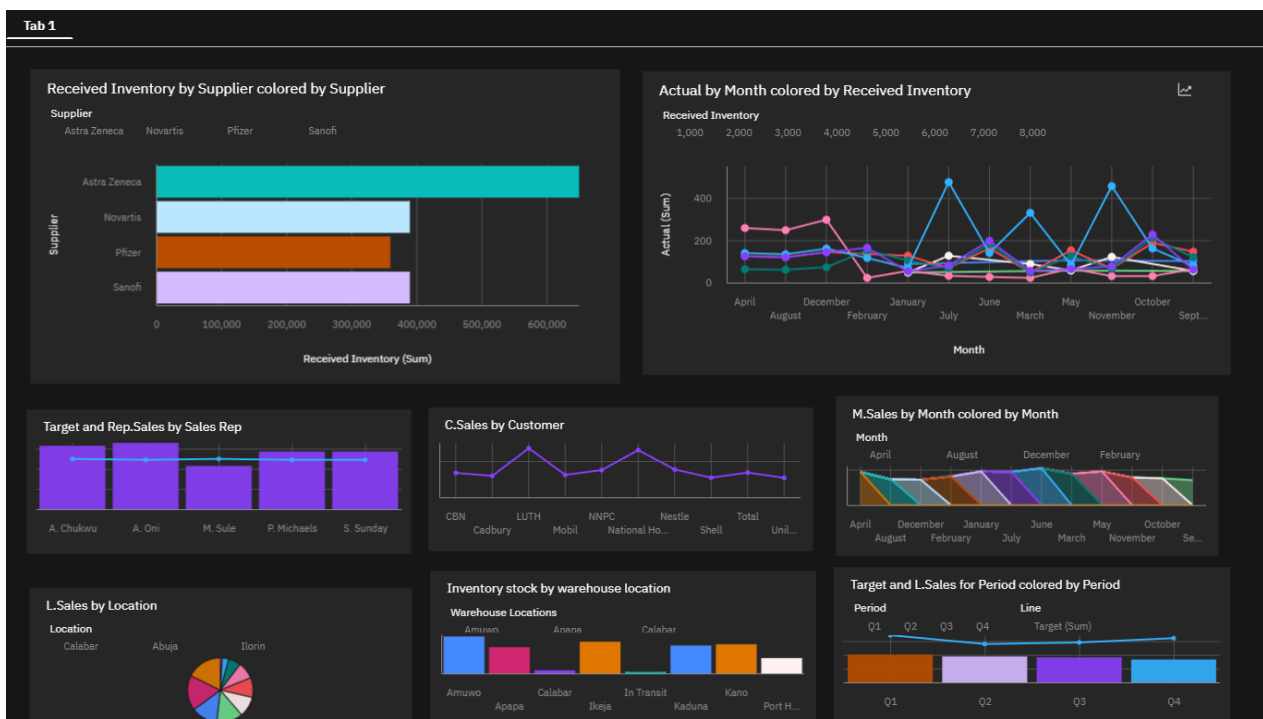 Tab 1
Received Inventory by Supplier colored by Supplier
Supplier
Astra Zeneca Novartis Pfizer Sanofi
Astra Zeneca
Novartis
Pfizer
Sanofi
Supplier
0 100,000 200,000 300,000 400,000 500,000 600,000
Received Inventory (Sum)
Actual by Month colored by Received Inventory
Received Inventory
1,000 2,000 3,000 4,000 5,000 6,000 7,000 8,000
400
200
0
Actual (Sum)
April December January June May October
August February July March November Sept...
Month
Target and Rep.Sales by Sales Rep
A. Chukwu A. Oni M. Sule P. Michaels S. Sunday
C.Sales by Customer
CBN LUTH NNPC Nestle Total
Cadbury Mobil National Ho... Shell Unil...
M.Sales by Month colored by Month
Month
April August December February
April December January June May October
August February July March November Se...
L.Sales by Location
Location
Calabar Abuja Ilorin
Inventory stock by warehouse location
Warehouse Locations
Amuwo Apapa Calabar
Amuwo Calabar In Transit Kano
Apapa Ikeja Kaduna Port H...
Target and L.Sales for Period colored by Period
Period Line
Q1 Q2 Q3 Q4 Target (Sum)
Q1 Q2 Q3 Q4